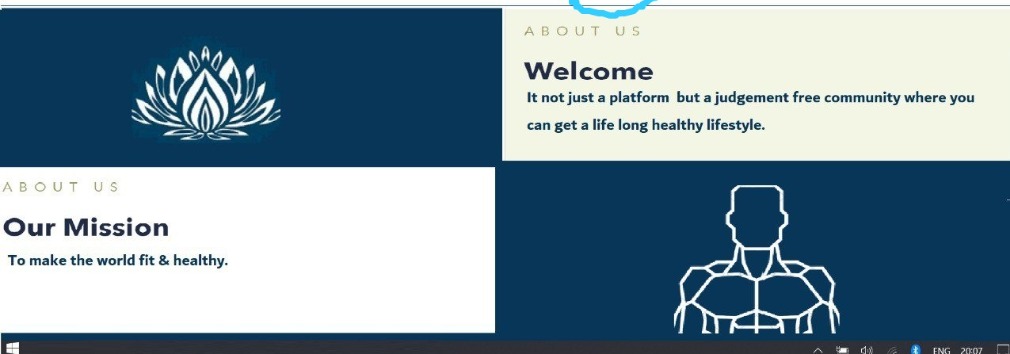 ABOUT US
Welcome
It not just a platform but a judgement free community where you
can get a life long healthy lifestyle.
ABOUT US
Our Mission
To make the world fit & healthy.
ENG 20:07